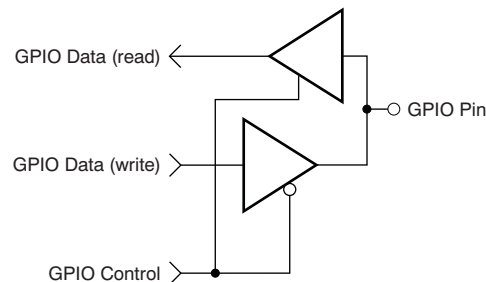 GPIO Data (read)
GPIO Pin
GPIO Data (write)
GPIO Control